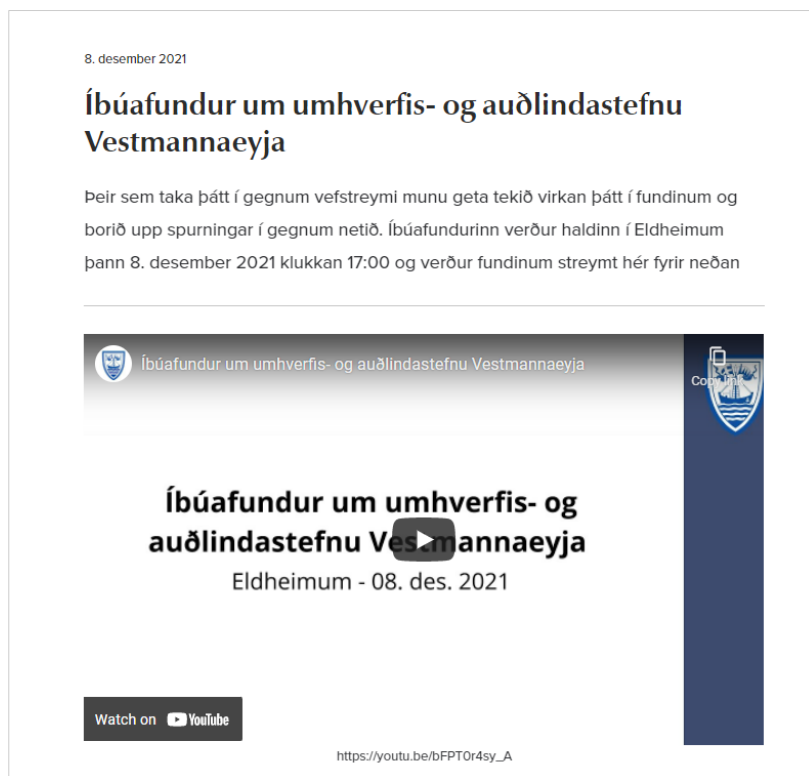 8. desember 2021
Íbúafundur um umhverfis- og auðlindastefnu
Vestmannaeyja
Þeir sem taka þátt í gegnum vefstreymi munu geta tekið virkan þátt í fundinum og
borið upp spurningar í gegnum netið. Íbúafundurinn verður haldinn í Eldheimum
þann 8. desember 2021 klukkan 17:00 og verður fundinum streymt hér fyrir neðan
Íbúafundur um umhverfis- og auðlindastefnu Vestmannaeyja
Copy link
Íbúafundur um umhverfis- og
auðlindastefnu Vestmannaeyja
Eldheimum - 08. des. 2021
Watch on YouTube
https://youtu.be/bFPT0r4sy_A